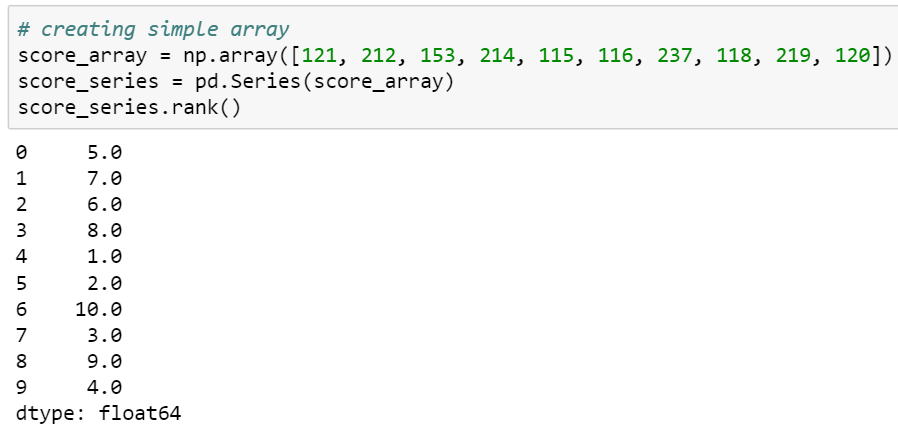 # creating simple array
score_array = np.array([121, 212, 153, 214, 115, 116, 237, 118, 219, 120])
score_series = pd.Series(score_array)
score_series.rank()
0     5.0
1     7.0
2     6.0
3     8.0
4     1.0
5     2.0
6    10.0
7     3.0
8     9.0
9     4.0
dtype: float64